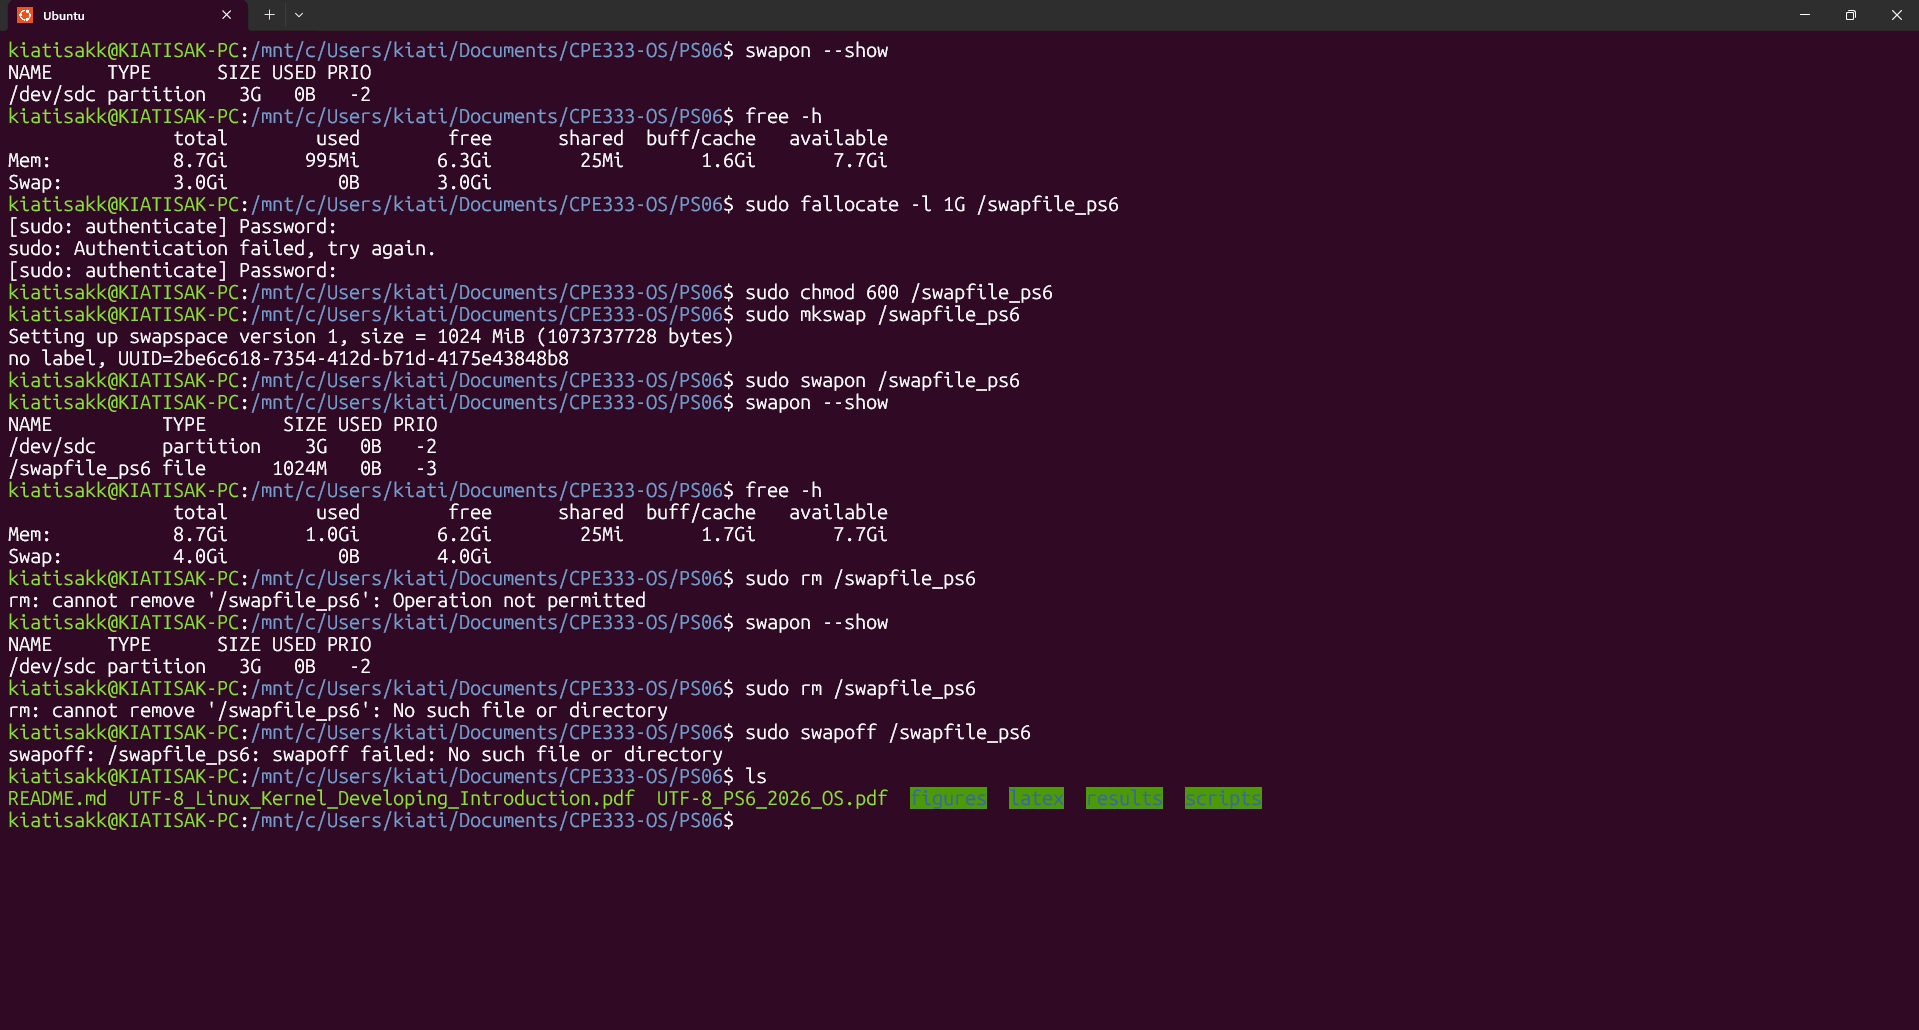 Ubuntu
kiatisakk@KIATISAK-PC:/mnt/c/Users/kiati/Documents/CPE333-OS/PS06$ swapon --show
NAME     TYPE      SIZE USED PRIO
/dev/sdc partition   3G   0B   -2
kiatisakk@KIATISAK-PC:/mnt/c/Users/kiati/Documents/CPE333-OS/PS06$ free -h
               total        used        free      shared  buff/cache   available
Mem:           8.7Gi       995Mi       6.3Gi        25Mi       1.6Gi       7.7Gi
Swap:          3.0Gi          0B       3.0Gi
kiatisakk@KIATISAK-PC:/mnt/c/Users/kiati/Documents/CPE333-OS/PS06$ sudo fallocate -l 1G /swapfile_ps6
[sudo: authenticate] Password:
sudo: Authentication failed, try again.
[sudo: authenticate] Password:
kiatisakk@KIATISAK-PC:/mnt/c/Users/kiati/Documents/CPE333-OS/PS06$ sudo chmod 600 /swapfile_ps6
kiatisakk@KIATISAK-PC:/mnt/c/Users/kiati/Documents/CPE333-OS/PS06$ sudo mkswap /swapfile_ps6
Setting up swapspace version 1, size = 1024 MiB (1073737728 bytes)
no label, UUID=2be6c618-7354-412d-b71d-4175e43848b8
kiatisakk@KIATISAK-PC:/mnt/c/Users/kiati/Documents/CPE333-OS/PS06$ sudo swapon /swapfile_ps6
kiatisakk@KIATISAK-PC:/mnt/c/Users/kiati/Documents/CPE333-OS/PS06$ swapon --show
NAME          TYPE       SIZE USED PRIO
/dev/sdc      partition    3G   0B   -2
/swapfile_ps6 file      1024M   0B   -3
kiatisakk@KIATISAK-PC:/mnt/c/Users/kiati/Documents/CPE333-OS/PS06$ free -h
               total        used        free      shared  buff/cache   available
Mem:           8.7Gi       1.0Gi       6.2Gi        25Mi       1.7Gi       7.7Gi
Swap:          4.0Gi          0B       4.0Gi
kiatisakk@KIATISAK-PC:/mnt/c/Users/kiati/Documents/CPE333-OS/PS06$ sudo rm /swapfile_ps6
rm: cannot remove '/swapfile_ps6': Operation not permitted
kiatisakk@KIATISAK-PC:/mnt/c/Users/kiati/Documents/CPE333-OS/PS06$ swapon --show
NAME     TYPE      SIZE USED PRIO
/dev/sdc partition   3G   0B   -2
kiatisakk@KIATISAK-PC:/mnt/c/Users/kiati/Documents/CPE333-OS/PS06$ sudo rm /swapfile_ps6
rm: cannot remove '/swapfile_ps6': No such file or directory
kiatisakk@KIATISAK-PC:/mnt/c/Users/kiati/Documents/CPE333-OS/PS06$ sudo swapoff /swapfile_ps6
swapoff: /swapfile_ps6: swapoff failed: No such file or directory
kiatisakk@KIATISAK-PC:/mnt/c/Users/kiati/Documents/CPE333-OS/PS06$ ls
README.md  UTF-8_Linux_Kernel_Developing_Introduction.pdf  UTF-8_PS6_2026_OS.pdf  figures  latex  results  scripts
kiatisakk@KIATISAK-PC:/mnt/c/Users/kiati/Documents/CPE333-OS/PS06$